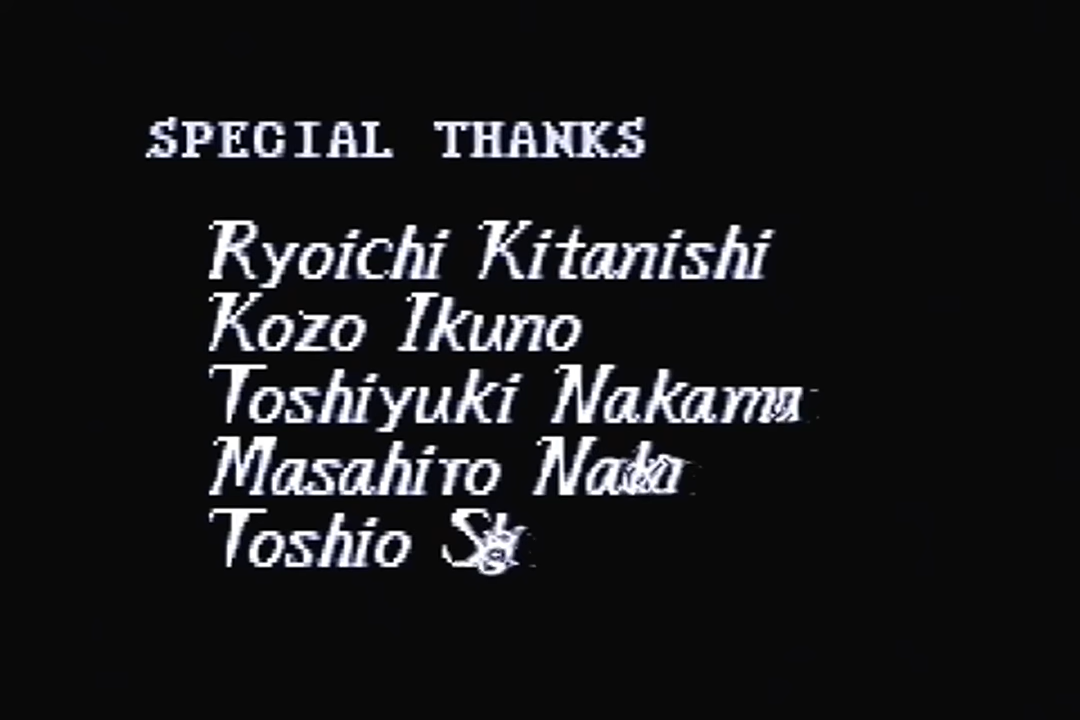 SPECIAL THANKS
Ryoichi Kitanishi
Kozo Ikuno
Toshiyuki
Masahiro
Toshio